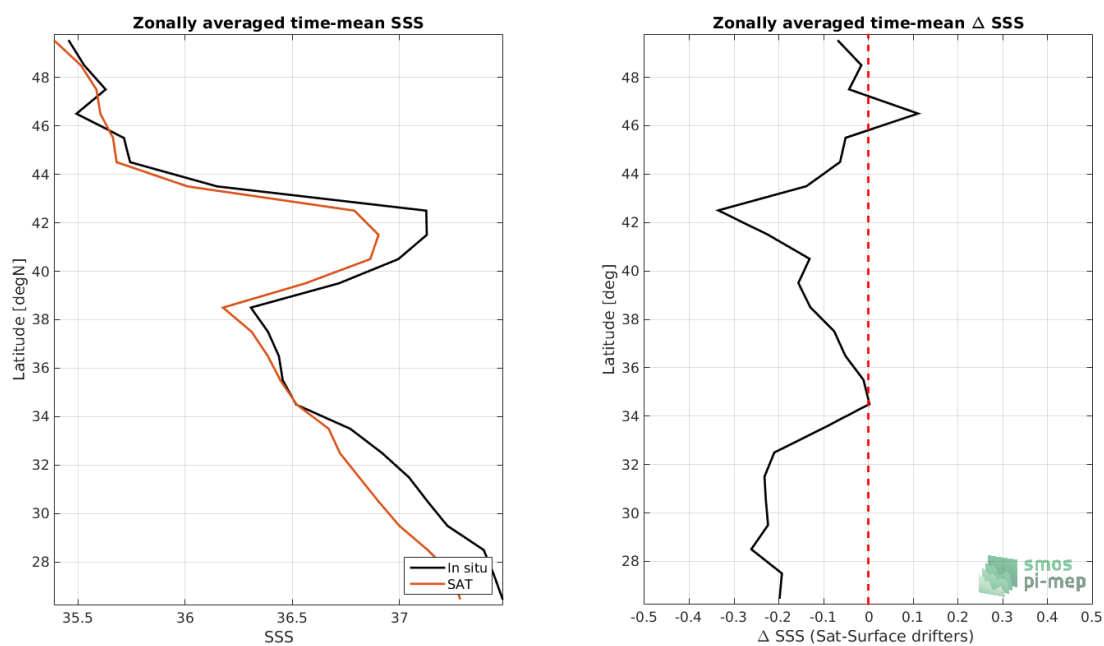 Zonally averaged time-mean SSS
Latitude [degN]
48
46
44
42
40
38
36
34
32
30
28
35.5 36 36.5 37
SSS
In situ
SAT
Zonally averaged time-mean Δ SSS
Latitude [deg]
48
46
44
42
40
38
36
34
32
30
28
-0.5 -0.4 -0.3 -0.2 -0.1 0 0.1 0.2 0.3 0.4 0.5
Δ SSS (Sat-Surface drifters)
smos
pi-mep